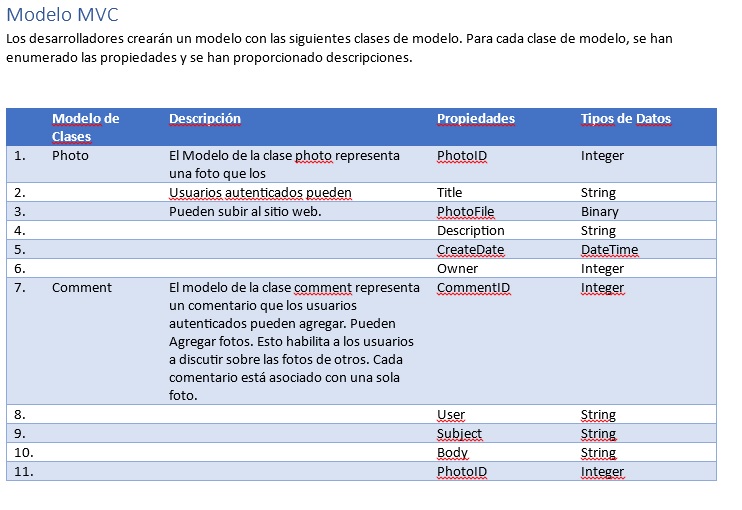 Modelo MVC
Los desarrolladores crearán un modelo con las siguientes clases de modelo. Para cada clase de modelo, se han
enumerado las propiedades y se han proporcionado descripciones.
Modelo de Clases Descripción Propiedades Tipos de Datos
1. Photo El Modelo de la clase photo representa PhotoID Integer
una foto que los
2. Usuarios autenticados pueden Title String
3. Pueden subir al sitio web. PhotoFile Binary
4. Description String
5. CreateDate DateTime
6. Owner Integer
7. Comment El modelo de la clase comment representa CommentID Integer
un comentario que los usuarios
autenticados pueden agregar. Pueden
Agregar fotos. Esto habilita a los usuarios
a discutir sobre las fotos de otros. Cada
comentario está asociado con una sola
foto.
8. User String
9. Subject String
10. Body String
11. PhotoID Integer